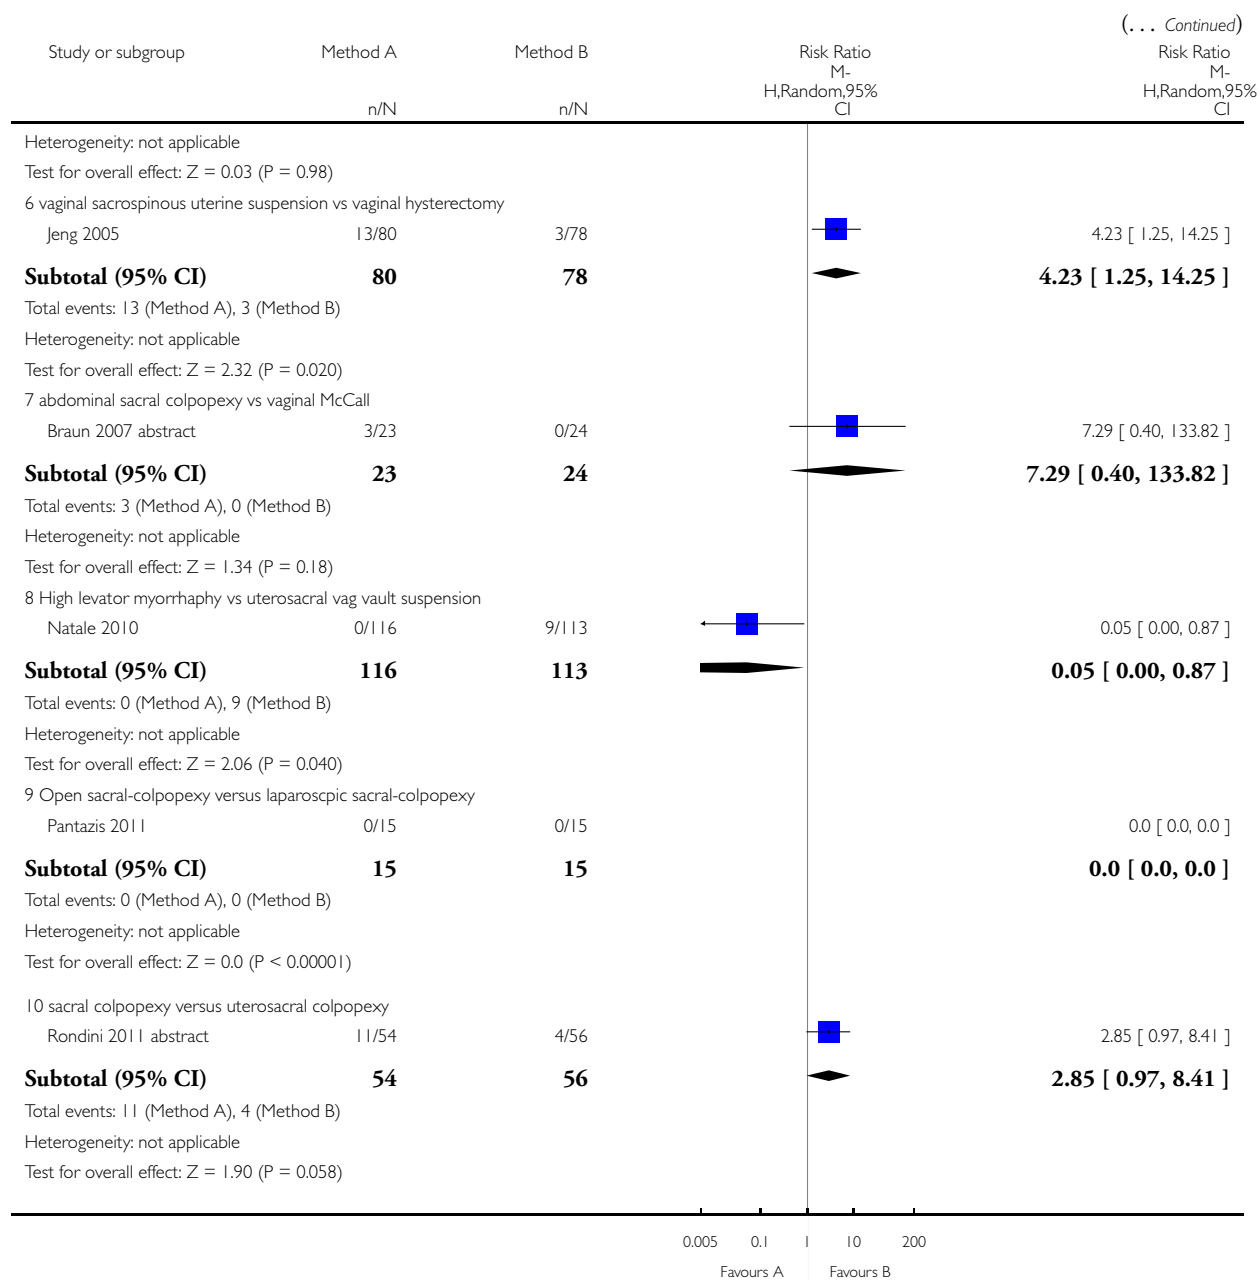 (... Continued)
Study or subgroup Method A Method B Risk Ratio Risk Ratio
M- M-
H,Random,95% H,Random,95%
n/N n/N CI CI
Heterogeneity: not applicable
Test for overall effect: Z = 0.03 (P = 0.98)
6 vaginal sacrospinous uterine suspension vs vaginal hysterectomy
Jeng 2005 13/80 3/78 4.23 [ 1.25, 14.25 ]
Subtotal (95% CI) 80 78 4.23 [ 1.25, 14.25 ]
Total events: 13 (Method A), 3 (Method B)
Heterogeneity: not applicable
Test for overall effect: Z = 2.32 (P = 0.020)
7 abdominal sacral colpopexy vs vaginal McCall
Braun 2007 abstract 3/23 0/24 7.29 [ 0.40, 133.82 ]
Subtotal (95% CI) 23 24 7.29 [ 0.40, 133.82 ]
Total events: 3 (Method A), 0 (Method B)
Heterogeneity: not applicable
Test for overall effect: Z = 1.34 (P = 0.18)
8 High levator myorrhaphy vs uterosacral vag vault suspension
Natale 2010 0/116 9/113 0.05 [ 0.00, 0.87 ]
Subtotal (95% CI) 116 113 0.05 [ 0.00, 0.87 ]
Total events: 0 (Method A), 9 (Method B)
Heterogeneity: not applicable
Test for overall effect: Z = 2.06 (P = 0.040)
9 Open sacral-colpopexy versus laparoscpic sacral-colpopexy
Pantazis 2011 0/15 0/15 0.0 [ 0.0, 0.0 ]
Subtotal (95% CI) 15 15 0.0 [ 0.0, 0.0 ]
Total events: 0 (Method A), 0 (Method B)
Heterogeneity: not applicable
Test for overall effect: Z = 0.0 (P < 0.00001)
10 sacral colpopexy versus uterosacral colpopexy
Rondini 2011 abstract 11/54 4/56 2.85 [ 0.97, 8.41 ]
Subtotal (95% CI) 54 56 2.85 [ 0.97, 8.41 ]
Total events: 11 (Method A), 4 (Method B)
Heterogeneity: not applicable
Test for overall effect: Z = 1.90 (P = 0.058)
0.005 0.1 1 10 200
Favours A Favours B